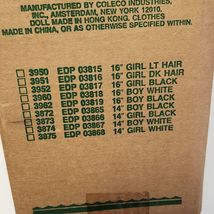 MANUFACTURED BY COLECO INDUSTRIES,
INC., AMSTERDAM, NEW YORK 12010.
DOLL MADE IN HONG KONG. CLOTHES
MADE IN CHINA, OR AS OTHERWISE STATED.
3950 EDP 03815 16" GIRL LT HAIR
3951 EDP 03816 16" GIRL DK HAIR
3952 EDP 03817 16" GIRL BLACK
3960 EDP 03818 16" BOY WHITE
3962 EDP 03819 16" BOY BLACK
3872 EDP 03865 14" GIRL BLACK
3873 EDP 03866 14" BOY BLACK
3874 EDP 03867 14" BOY WHITE
3875 EDP 03868 14" GIRL WHITE